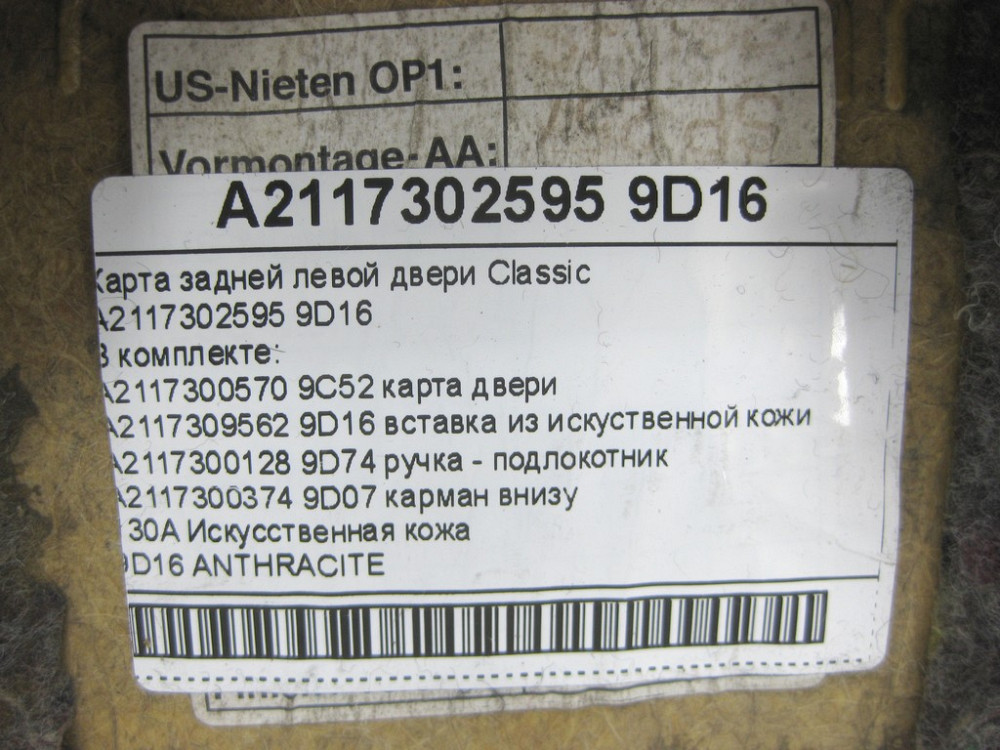 US-Nieten OP1:
Vormontage-AA:
A2117302595 9D16
Карта задней левой двери Classic
A2117302595 9D16
В комплекте:
A2117300570 9C52 карта двери
A2117309562 9D16 вставка из искуственной кожи
A2117300128 9D74 ручка - подлокотник
A2117300374 9D07 карман внизу
30A Искусственная кожа
9D16 ANTHRACITE